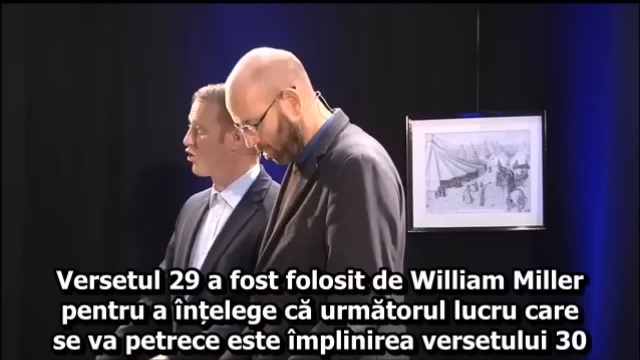 Versetul 29 a fost folosit de William Miller
pentru a înțelege că următorul lucru care
se va petrece este împlinirea versetului 30